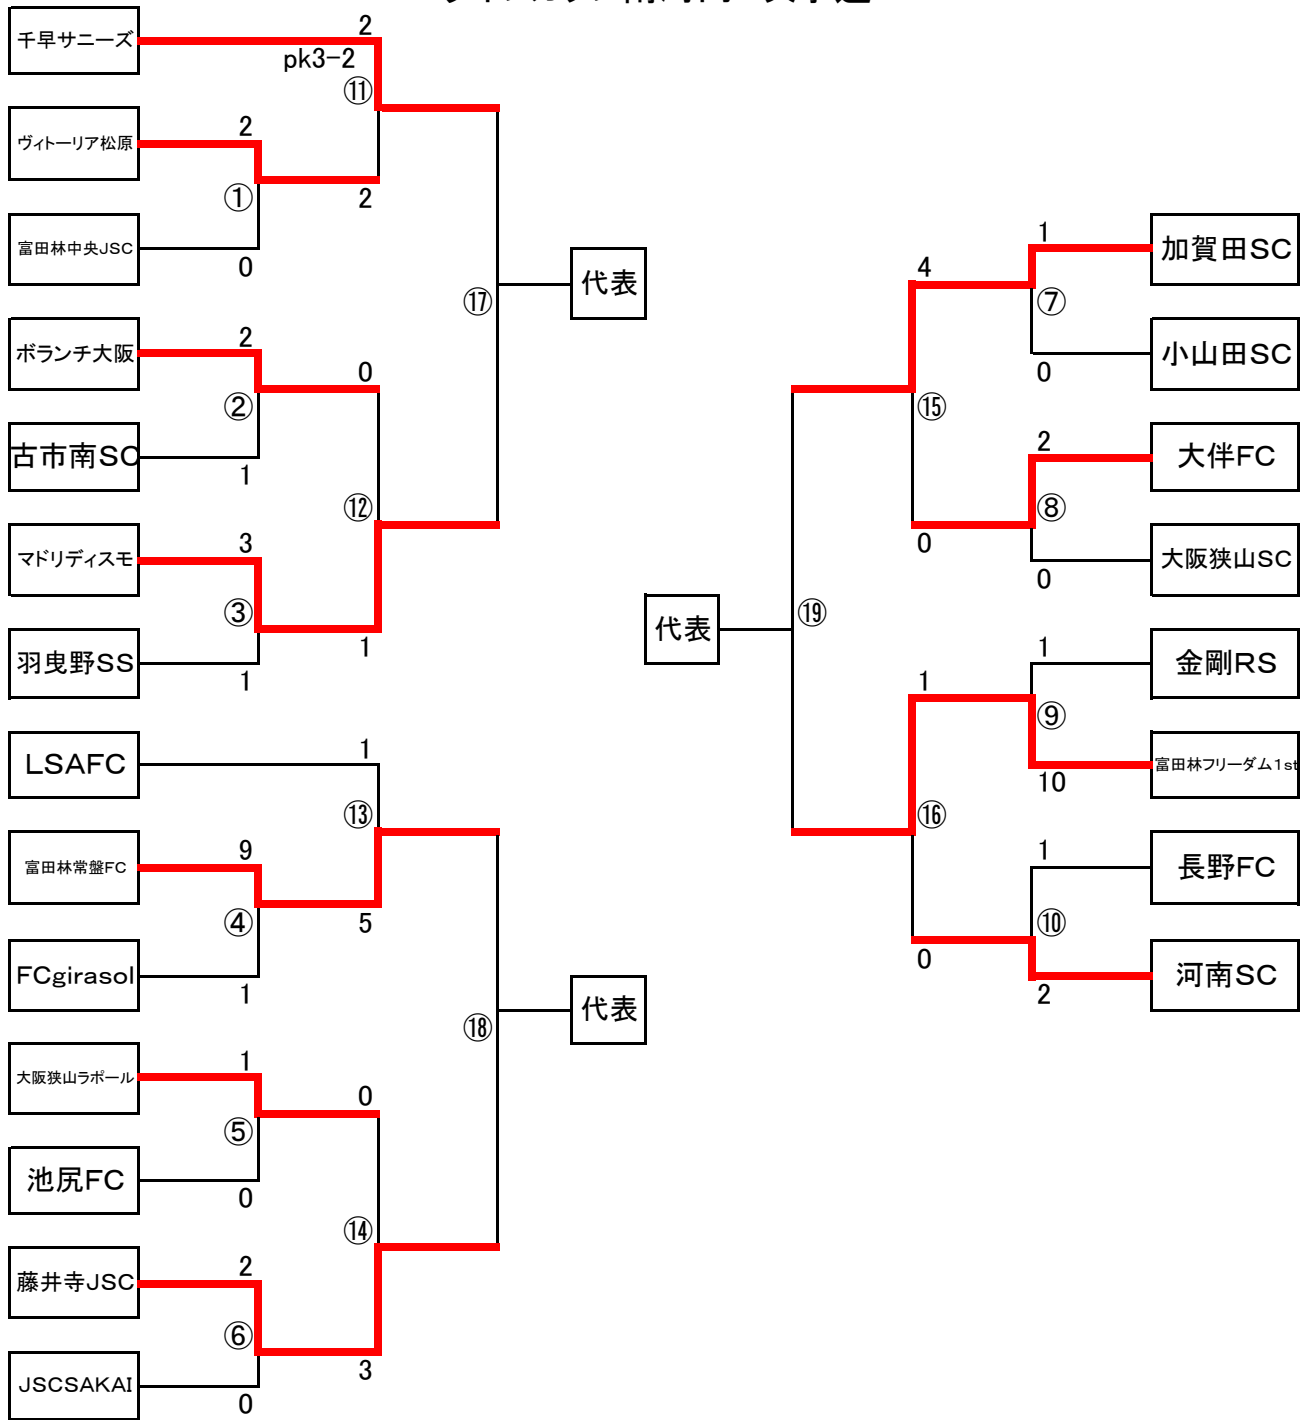 千早サニーズ
2
pk3-2
⑪
ヴィトーリア松原
2
①
2
富田林中央JSC
0
⑰
代表
ボランチ大阪
2
0
②
古市南SC
1
⑫
マドリディスモ
3
③
1
羽曳野SS
1
LSAFC
1
⑬
富田林常盤FC
9
④
5
FCgirasol
1
⑱
代表
大阪狭山ラポール
1
0
⑤
池尻FC
0
⑭
藤井寺JSC
2
⑥
3
JSCSAKAI
0
1
加賀田SC
4
⑦
小山田SC
0
⑮
2
大伴FC
⑧
0
大阪狭山SC
0
代表
⑲
1
金剛RS
1
⑨
富田林フリーダム1st
10
⑯
1
長野FC
⑩
0
河南SC
2